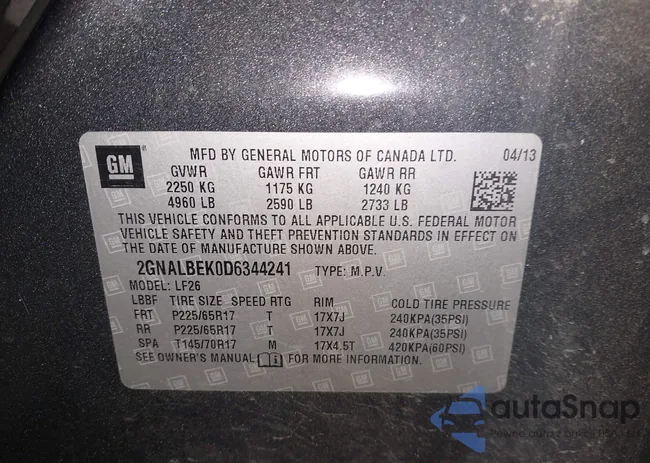 GM
MFD BY GENERAL MOTORS OF CANADA LTD. 04/13
GVWR GAWR FRT GAWR RR
2250 KG 1175 KG 1240 KG
4960 LB 2590 LB 2733 LB
THIS VEHICLE CONFORMS TO ALL APPLICABLE U.S. FEDERAL MOTOR
VEHICLE SAFETY AND THEFT PREVENTION STANDARDS IN EFFECT ON
THE DATE OF MANUFACTURE SHOWN ABOVE.
2GNALBEK0D6344241 TYPE: M.P.V.
MODEL: LF26
LBBF TIRE SIZE SPEED RTG RIM COLD TIRE PRESSURE
FRT P225/65R17 T 17X7J 240KPA(35PSI)
RR P225/65R17 T 17X7J 240KPA(35PSI)
SPA T145/70R17 M 17X4.5T 420KPA(60PSI)
SEE OWNER'S MANUAL FOR MORE INFORMATION.
autaSnap